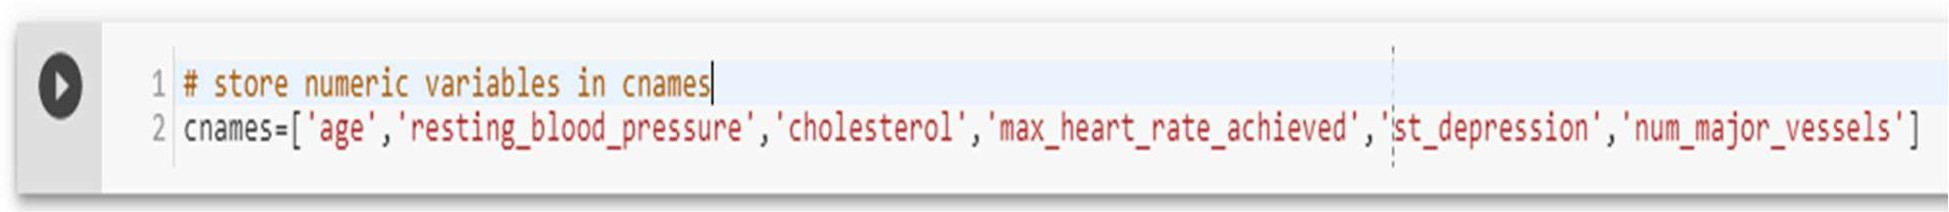 1 # store numeric variables in cnames
2 cnames=['age','resting_blood_pressure','cholesterol','max_heart_rate_achieved','st_depression','num_major_vessels']